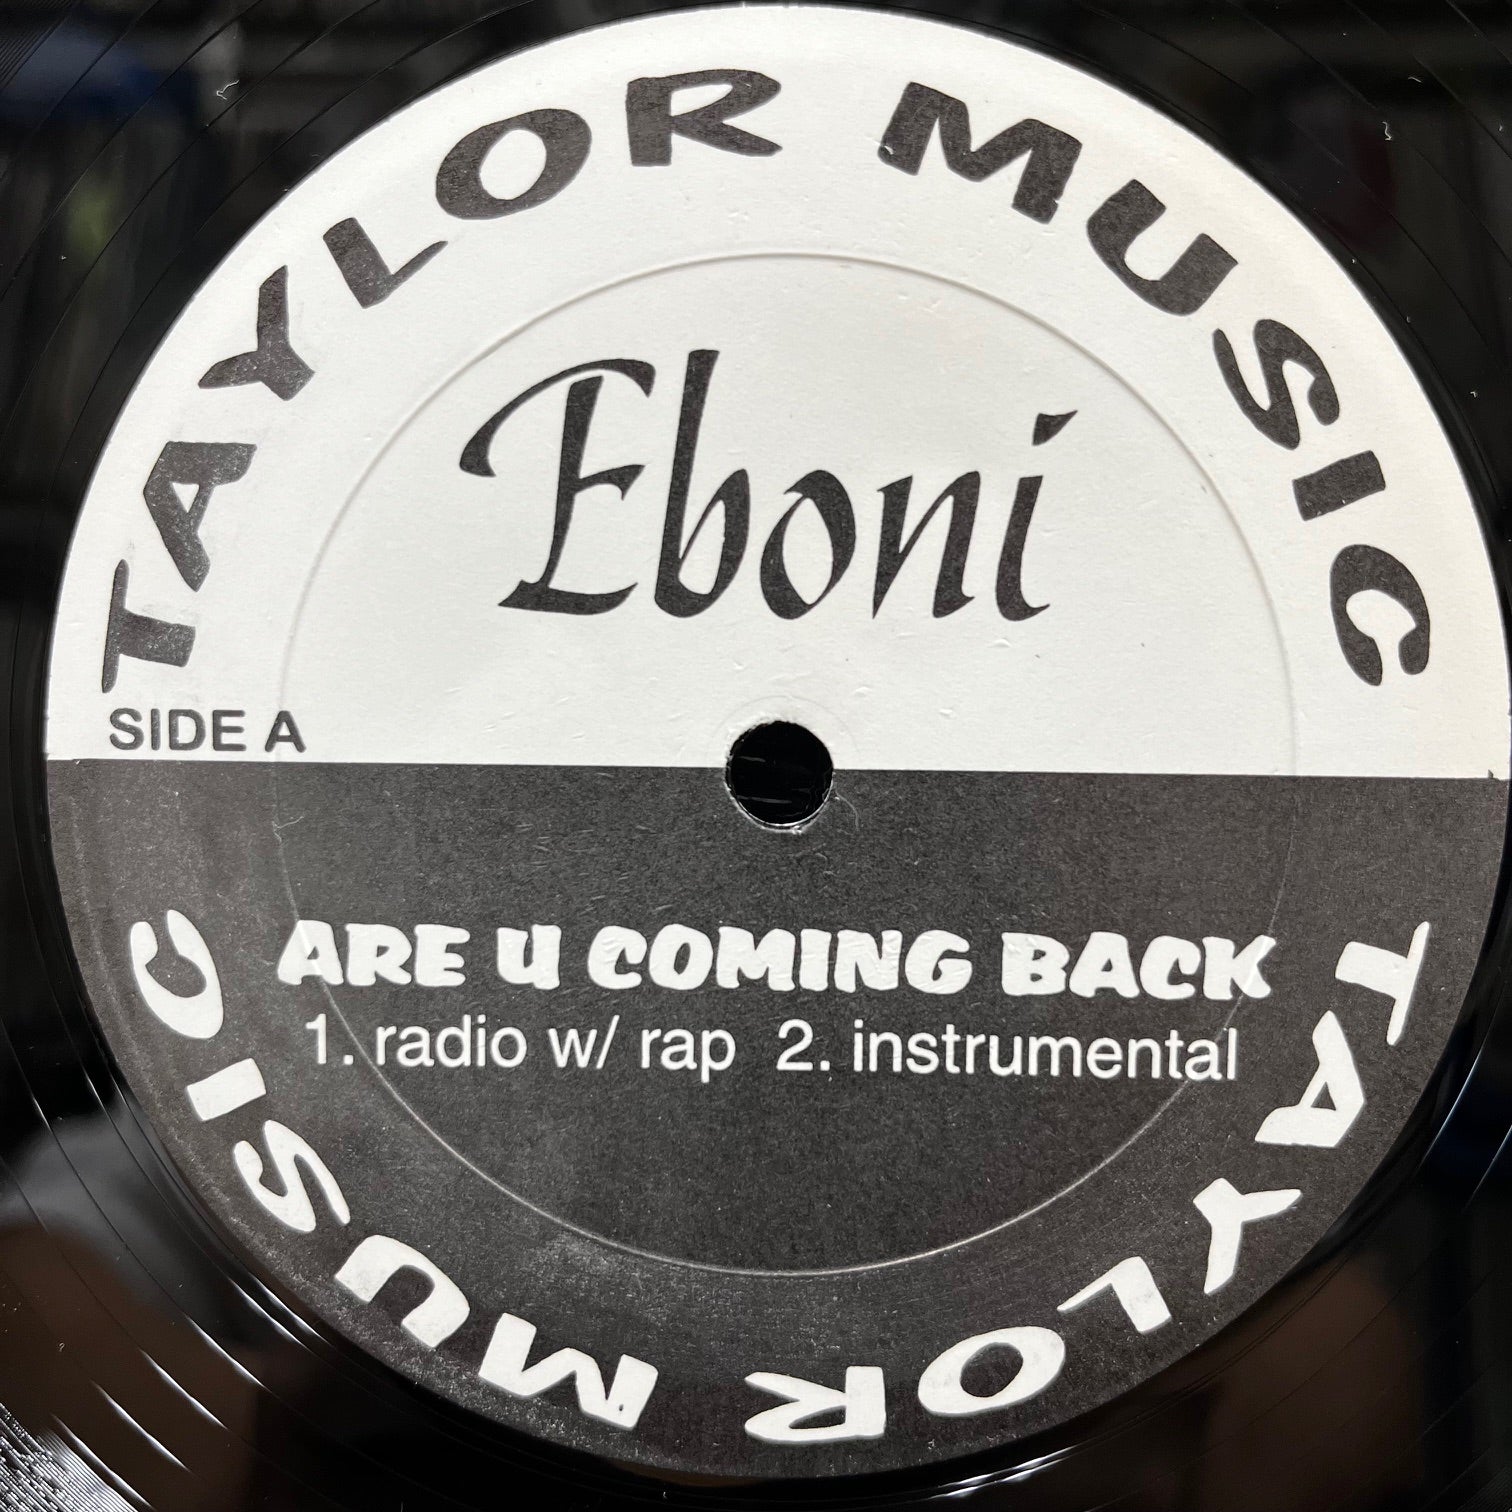 TAYLOR MUSIC
Eboni
SIDE A
ARE U COMING BACK
1. radio w/ rap 2. instrumental
TAYLOR MUSIC